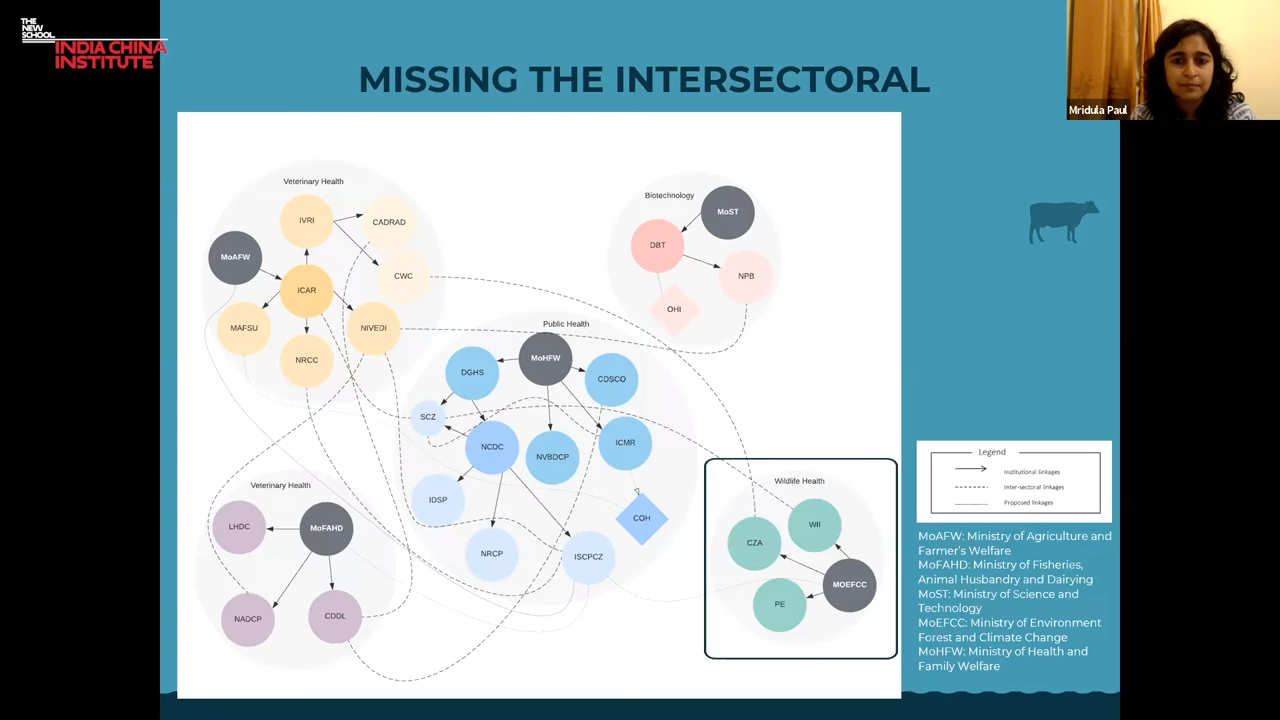 THE
NEW
SCHOOL
INDIA CHINA
INSTITUTE
MISSING THE INTERSECTORAL
Mridula Paul
Veterinary Health
IVRI
CADRAD
MoAFW
CWC
ICAR
MAFSU
NIVEDI
NRCC
Biotechnology
MoST
DBT
NPB
OHI
Public Health
MoHFW
DGHS
CDSCO
SCZ
NCDC
NVBDCP
ICMR
IDSP
COH
NRCP
ISCPCZ
Veterinary Health
LHDC
MoFAHD
NADCP
CDDL
Wildlife Health
WII
CZA
MOEFCC
PE
Legend
Institutional linkages
Inter-sectoral linkages
Proposed linkages
MoAFW: Ministry of Agriculture and
Farmer's Welfare
MoFAHD: Ministry of Fisheries,
Animal Husbandry and Dairying
MoST: Ministry of Science and
Technology
MoEFCC: Ministry of Environment
Forest and Climate Change
MoHFW: Ministry of Health and
Family Welfare